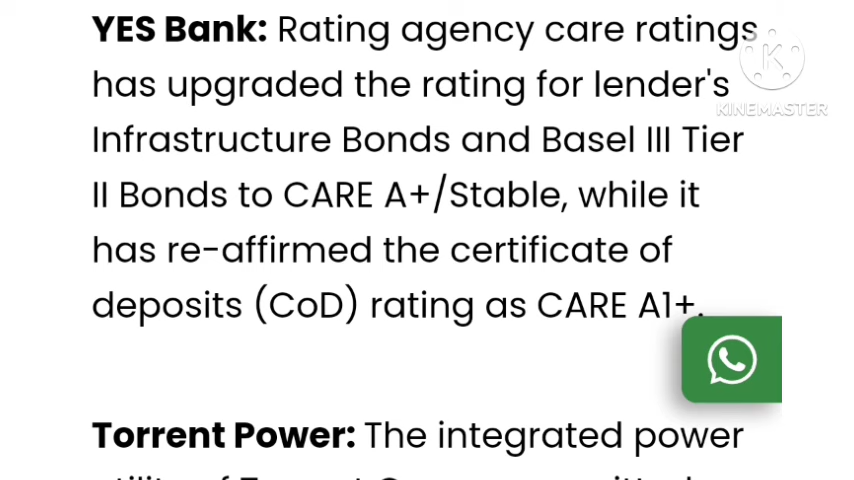 YES Bank: Rating agency care ratings
has upgraded the rating for lender's
Infrastructure Bonds and Basel III Tier
II Bonds to CARE A+/Stable, while it
has re-affirmed the certificate of
deposits (CoD) rating as CARE A1+.
Torrent Power: The integrated power
KINEMASTER